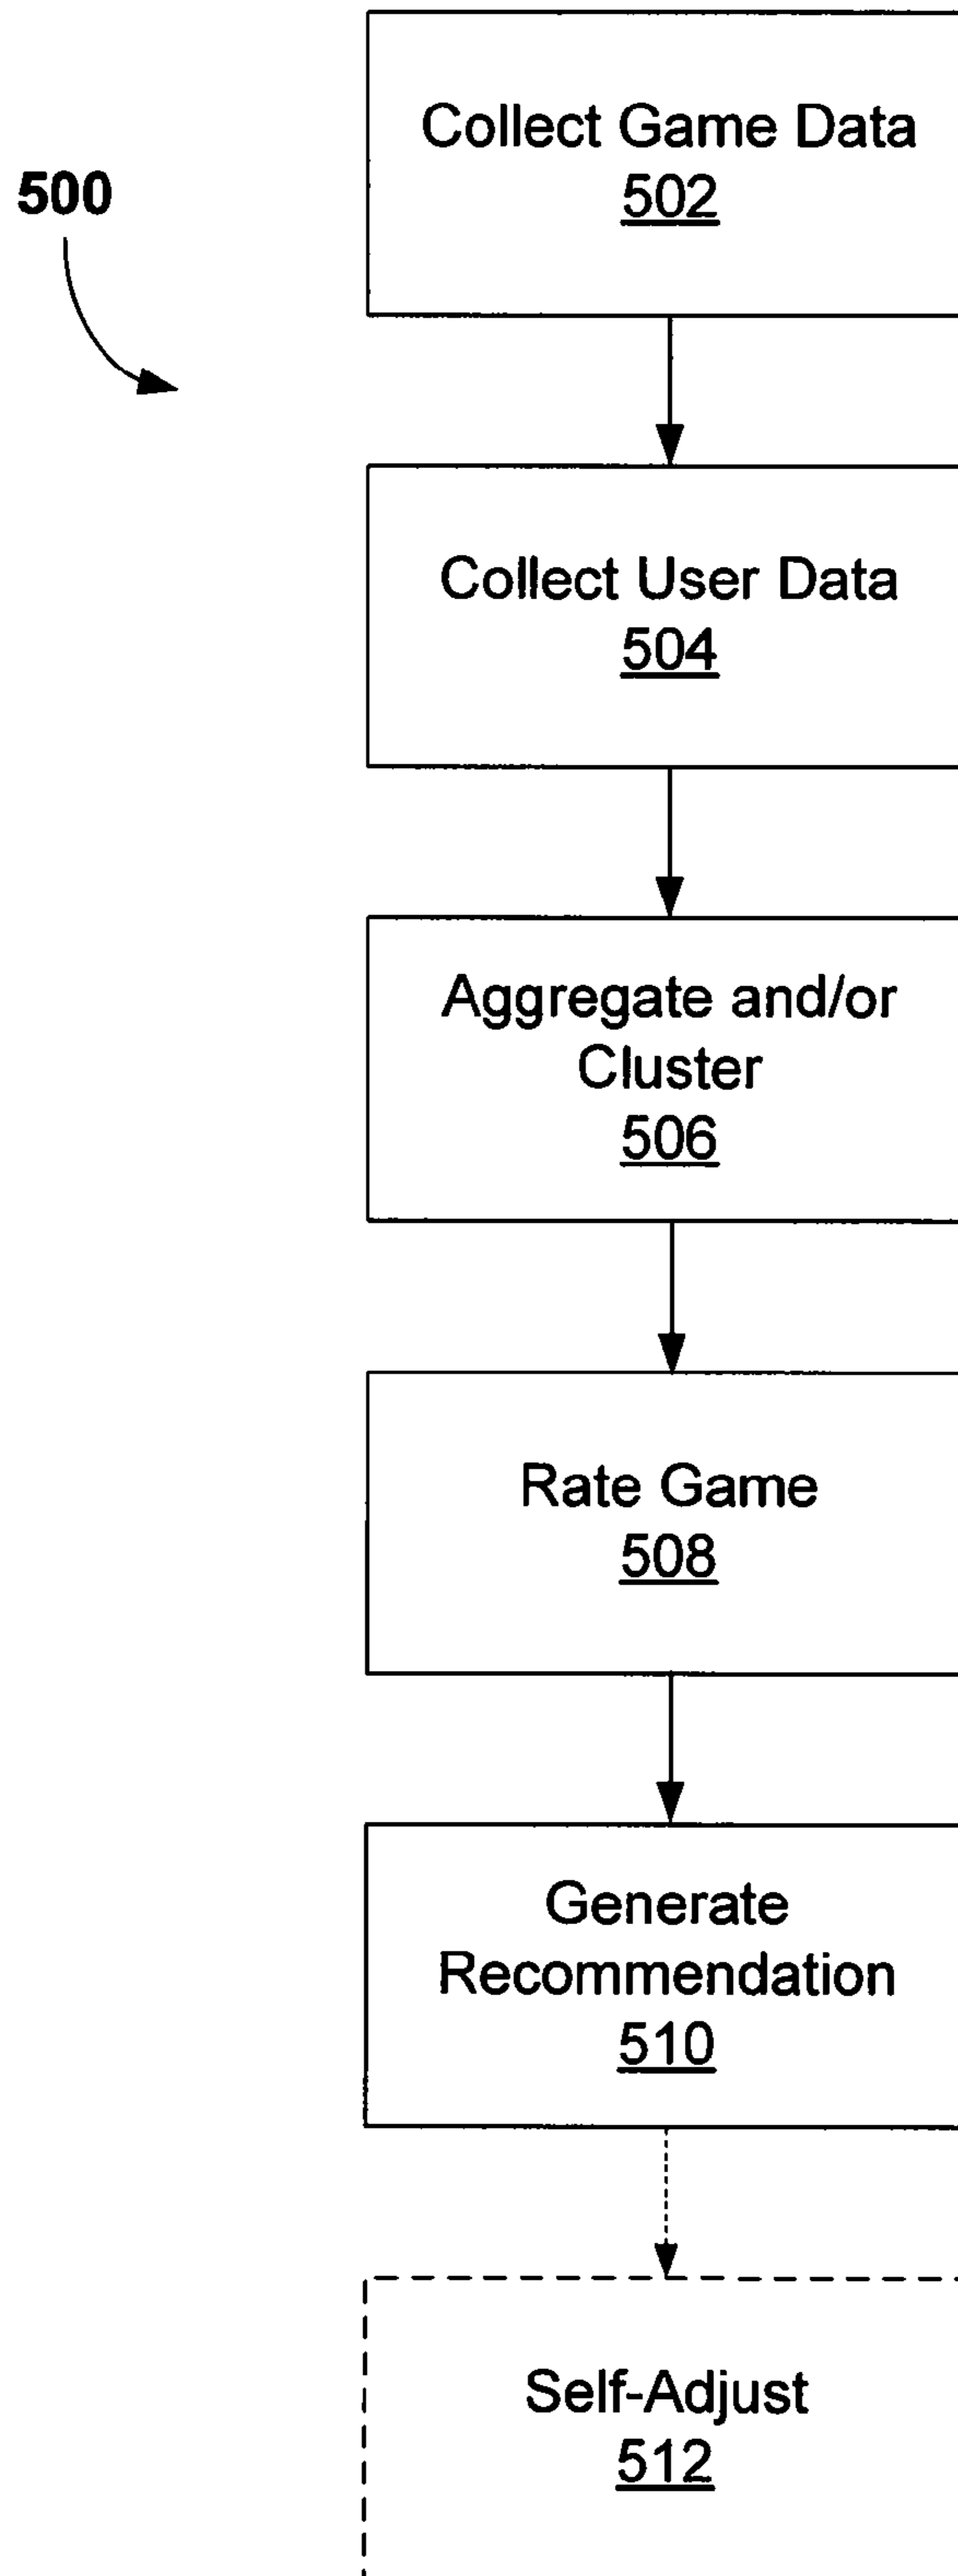 Collect Game Data
502
500
Collect User Data
504
Aggregate and/or
Cluster
506
Rate Game
508
Generate
Recommendation
510
Self-Adjust
512